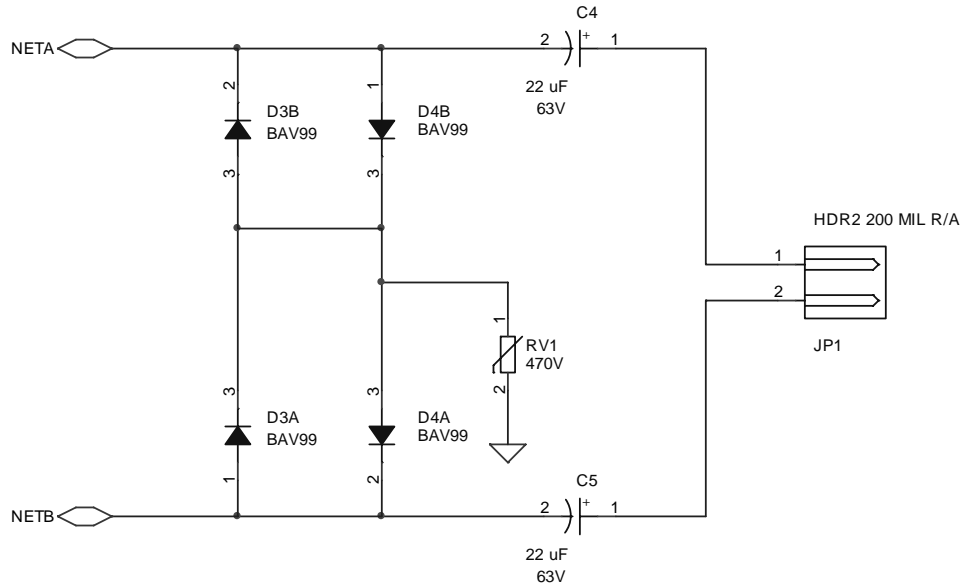 C4
NETA
2
+
1
22 uF
63V
2
1
D3B
BAV99
D4B
BAV99
3
3
HDR2 200 MIL R/A
1
2
JP1
1
RV1
470V
2
3
3
D3A
BAV99
D4A
BAV99
1
2
C5
NETB
2
+
1
22 uF
63V